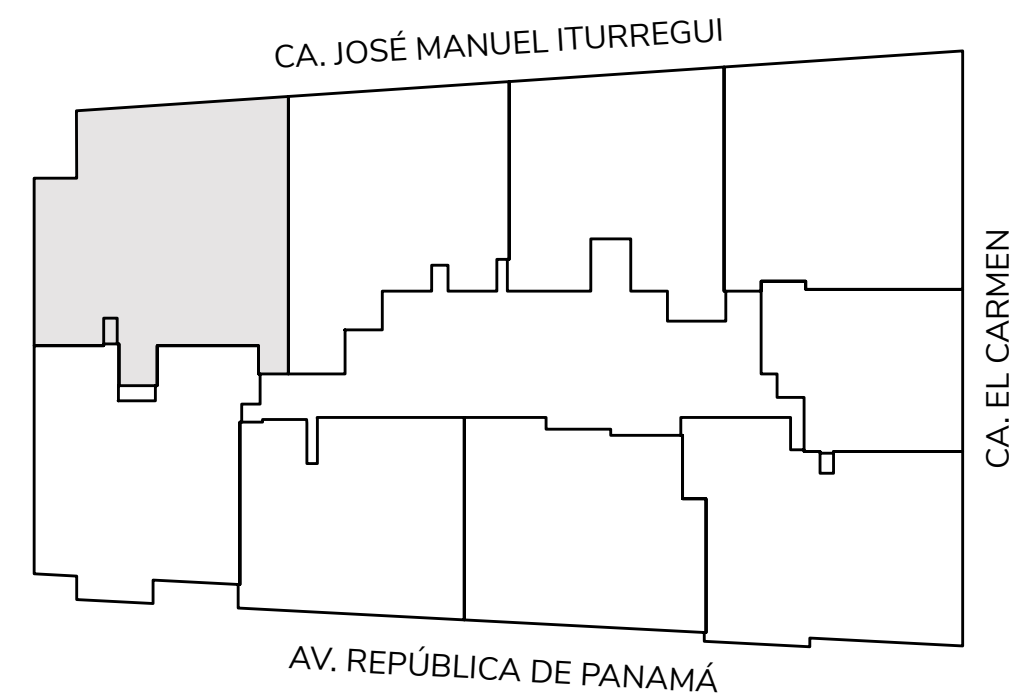 CA. JOSÉ MANUEL ITURREGUI
CA. EL CARMEN
AV. REPÚBLICA DE PANAMÁ